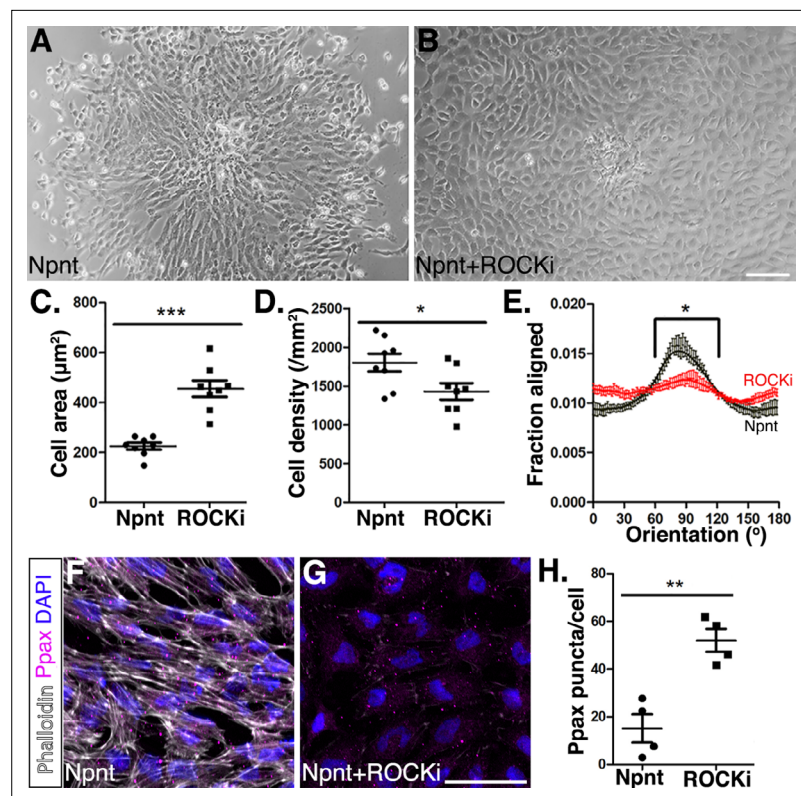 A
Npnt
B
Npnt+ROCKi
C.
Cell area (µm²)
800
600
400
200
0
Npnt ROCKi
***
D.
Cell density (/mm²)
2500
2000
1500
1000
500
0
Npnt ROCKi
*
E.
Fraction aligned
0.020
0.015
0.010
0.005
0.000
*
ROCKi
Npnt
0 30 60 90 120 150 180
Orientation (º)
Phalloidin Ppax DAPI
F
Npnt
G
Npnt+ROCKi
H.
Ppax puncta/cell
80
60
40
20
0
**
Npnt ROCKi